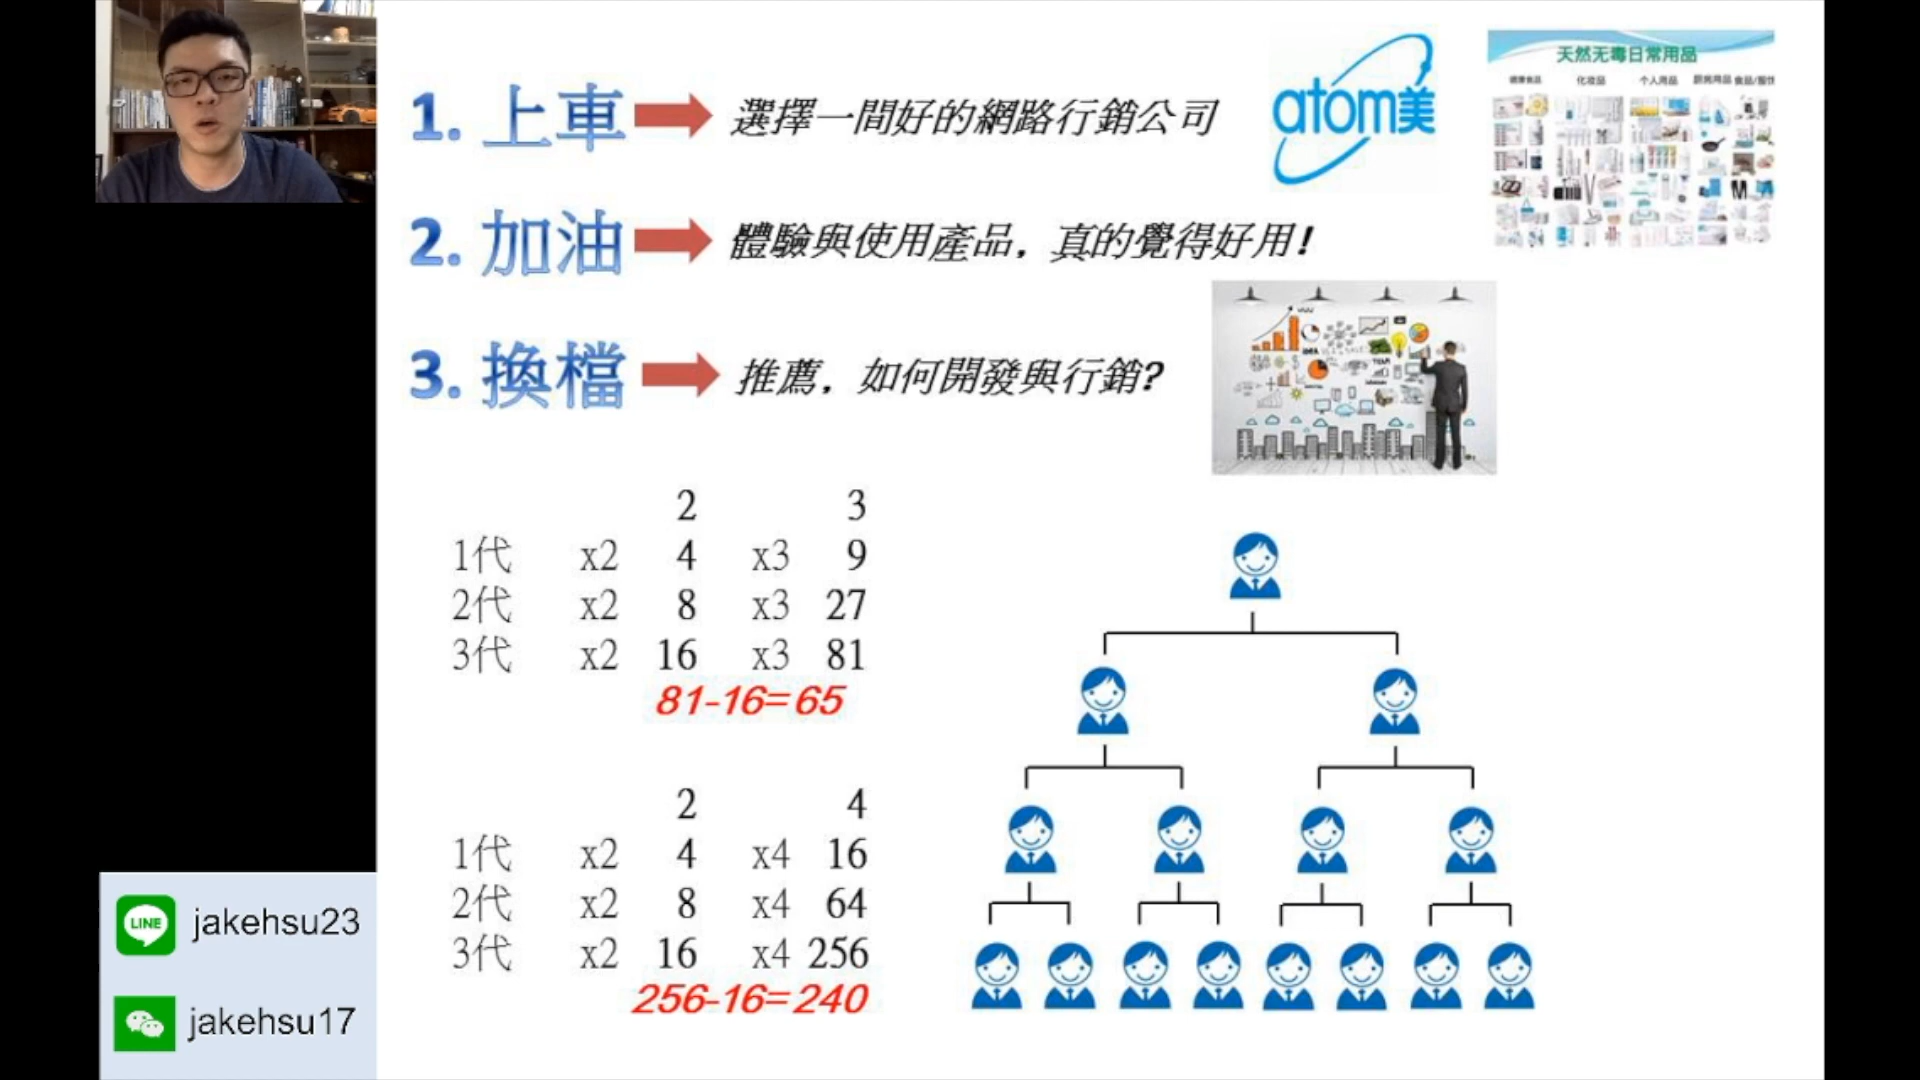 1. 上車
選擇一間好的網路行銷公司
atom美
天然无毒日常用品
健康食品 化妆品 个人用品 厨房用品 食品/服饰
2. 加油
體驗與使用產品，真的覺得好用!
3. 換檔
推薦，如何開發與行銷?
2 3
1代 x2 4 x3 9
2代 x2 8 x3 27
3代 x2 16 x3 81
81-16=65
2 4
1代 x2 4 x4 16
2代 x2 8 x4 64
3代 x2 16 x4 256
256-16=240
LINE jakehsu23
jakehsu17